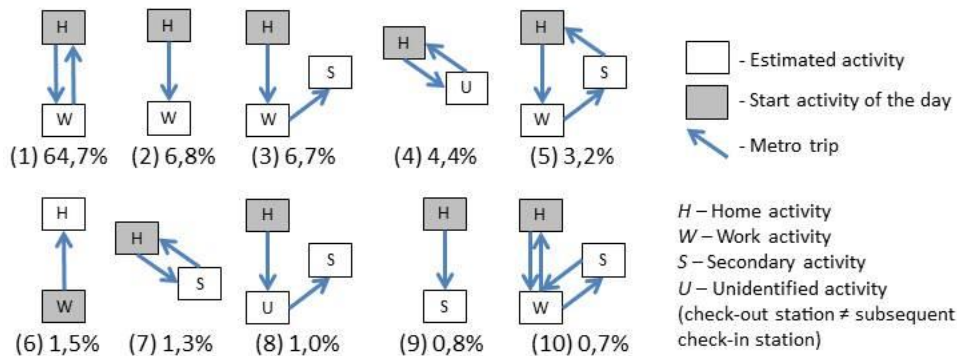 H
W
(1) 64,7%
H
W
(2) 6,8%
H
S
W
(3) 6,7%
H
U
(4) 4,4%
H
S
W
(5) 3,2%
H
W
(6) 1,5%
H
S
(7) 1,3%
H
S
U
(8) 1,0%
H
S
(9) 0,8%
H
S
W
(10) 0,7%
- Estimated activity
- Start activity of the day
- Metro trip
H – Home activity
W – Work activity
S – Secondary activity
U – Unidentified activity
(check-out station ≠ subsequent
check-in station)